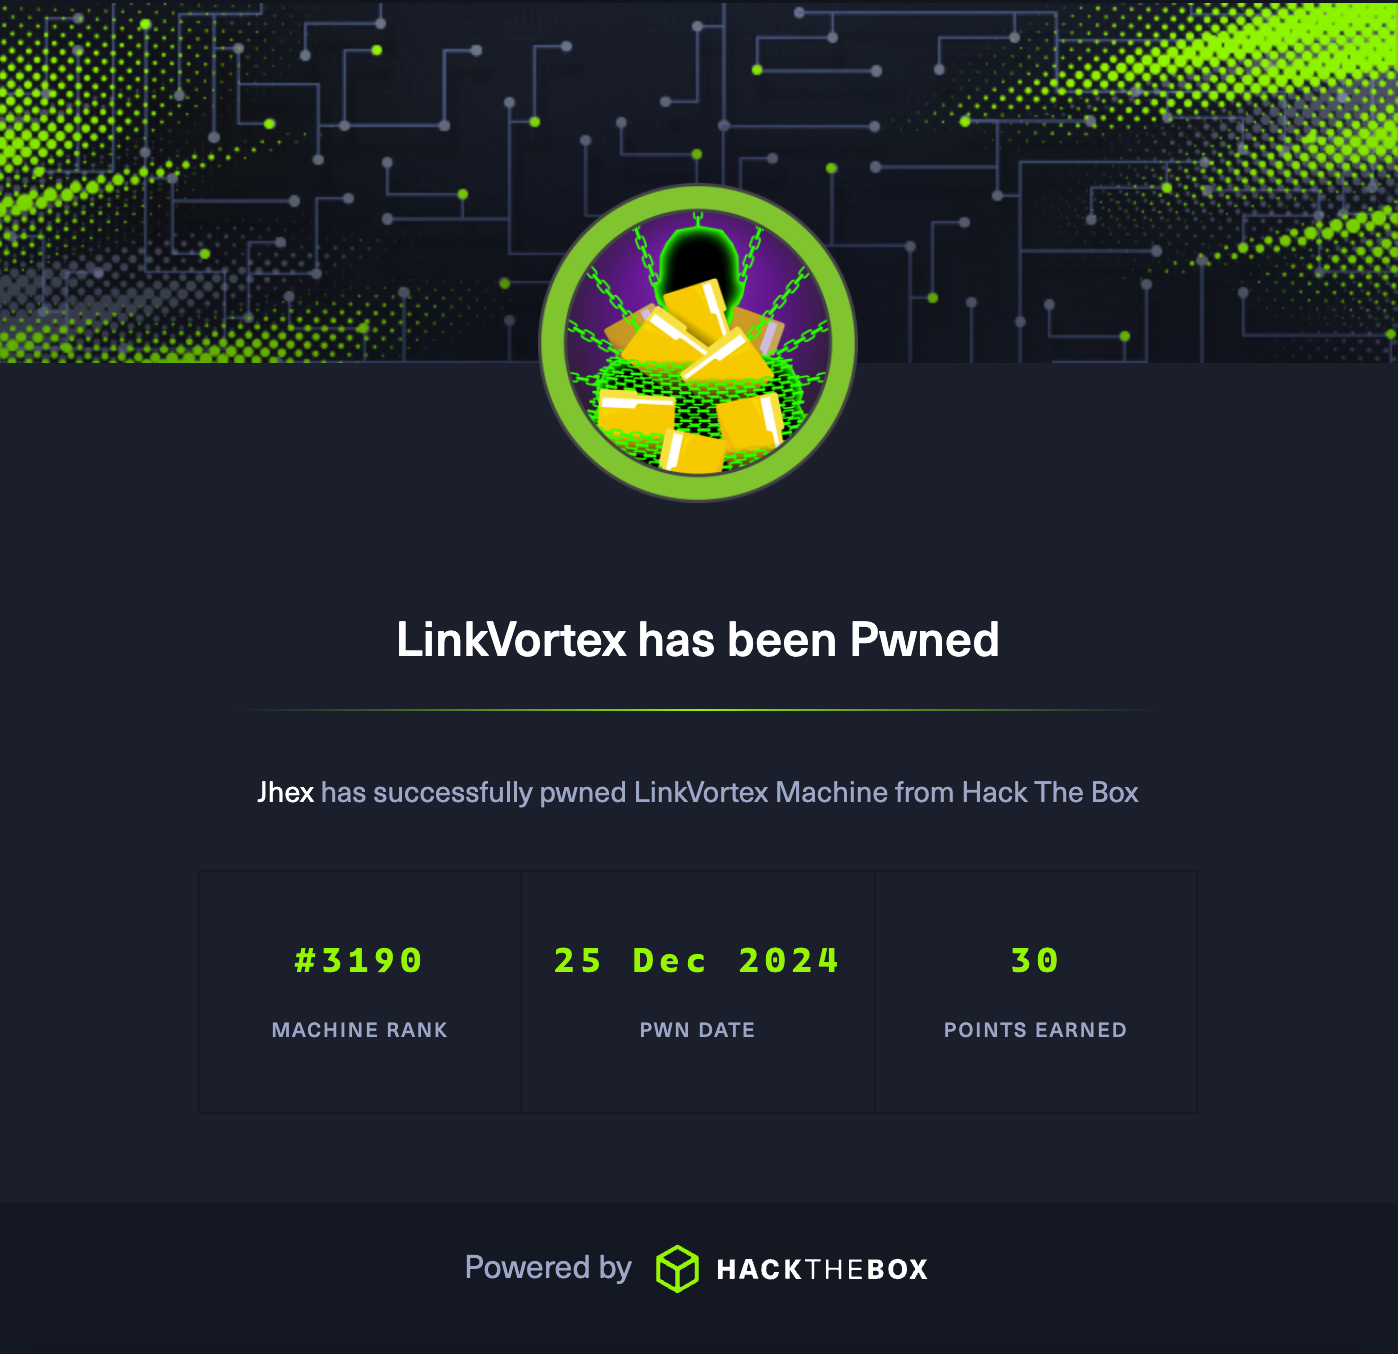 LinkVortex has been Pwned
Jhex has successfully pwned LinkVortex Machine from Hack The Box
#3190
MACHINE RANK
25 Dec 2024
PWN DATE
30
POINTS EARNED
Powered by HACKTHEBOX